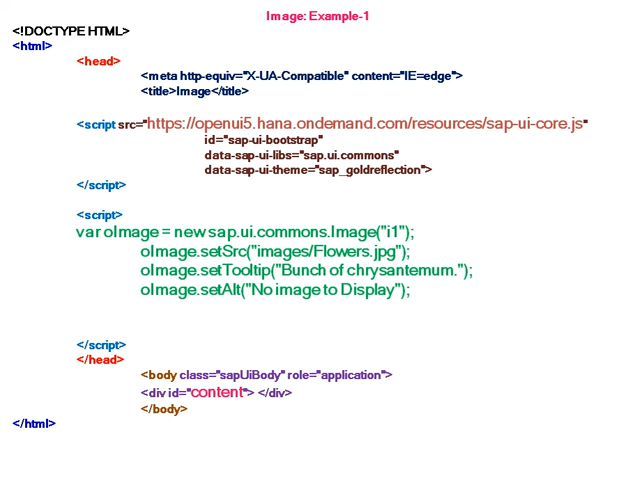 Image: Example-1
<!DOCTYPE HTML>
<html>
<head>
<meta http-equiv="X-UA-Compatible" content="IE=edge">
<title>Image</title>
<script src="https://openui5.hana.ondemand.com/resources/sap-ui-core.js"
id="sap-ui-bootstrap"
data-sap-ui-libs="sap.ui.commons"
data-sap-ui-theme="sap_goldreflection">
</script>
<script>
var oImage = new sap.ui.commons.Image("i1");
oImage.setSrc("images/Flowers.jpg");
oImage.setTooltip("Bunch of chrysantemum.");
oImage.setAlt("No image to Display");
</script>
</head>
<body class="sapUiBody" role="application">
<div id="content"> </div>
</body>
</html>